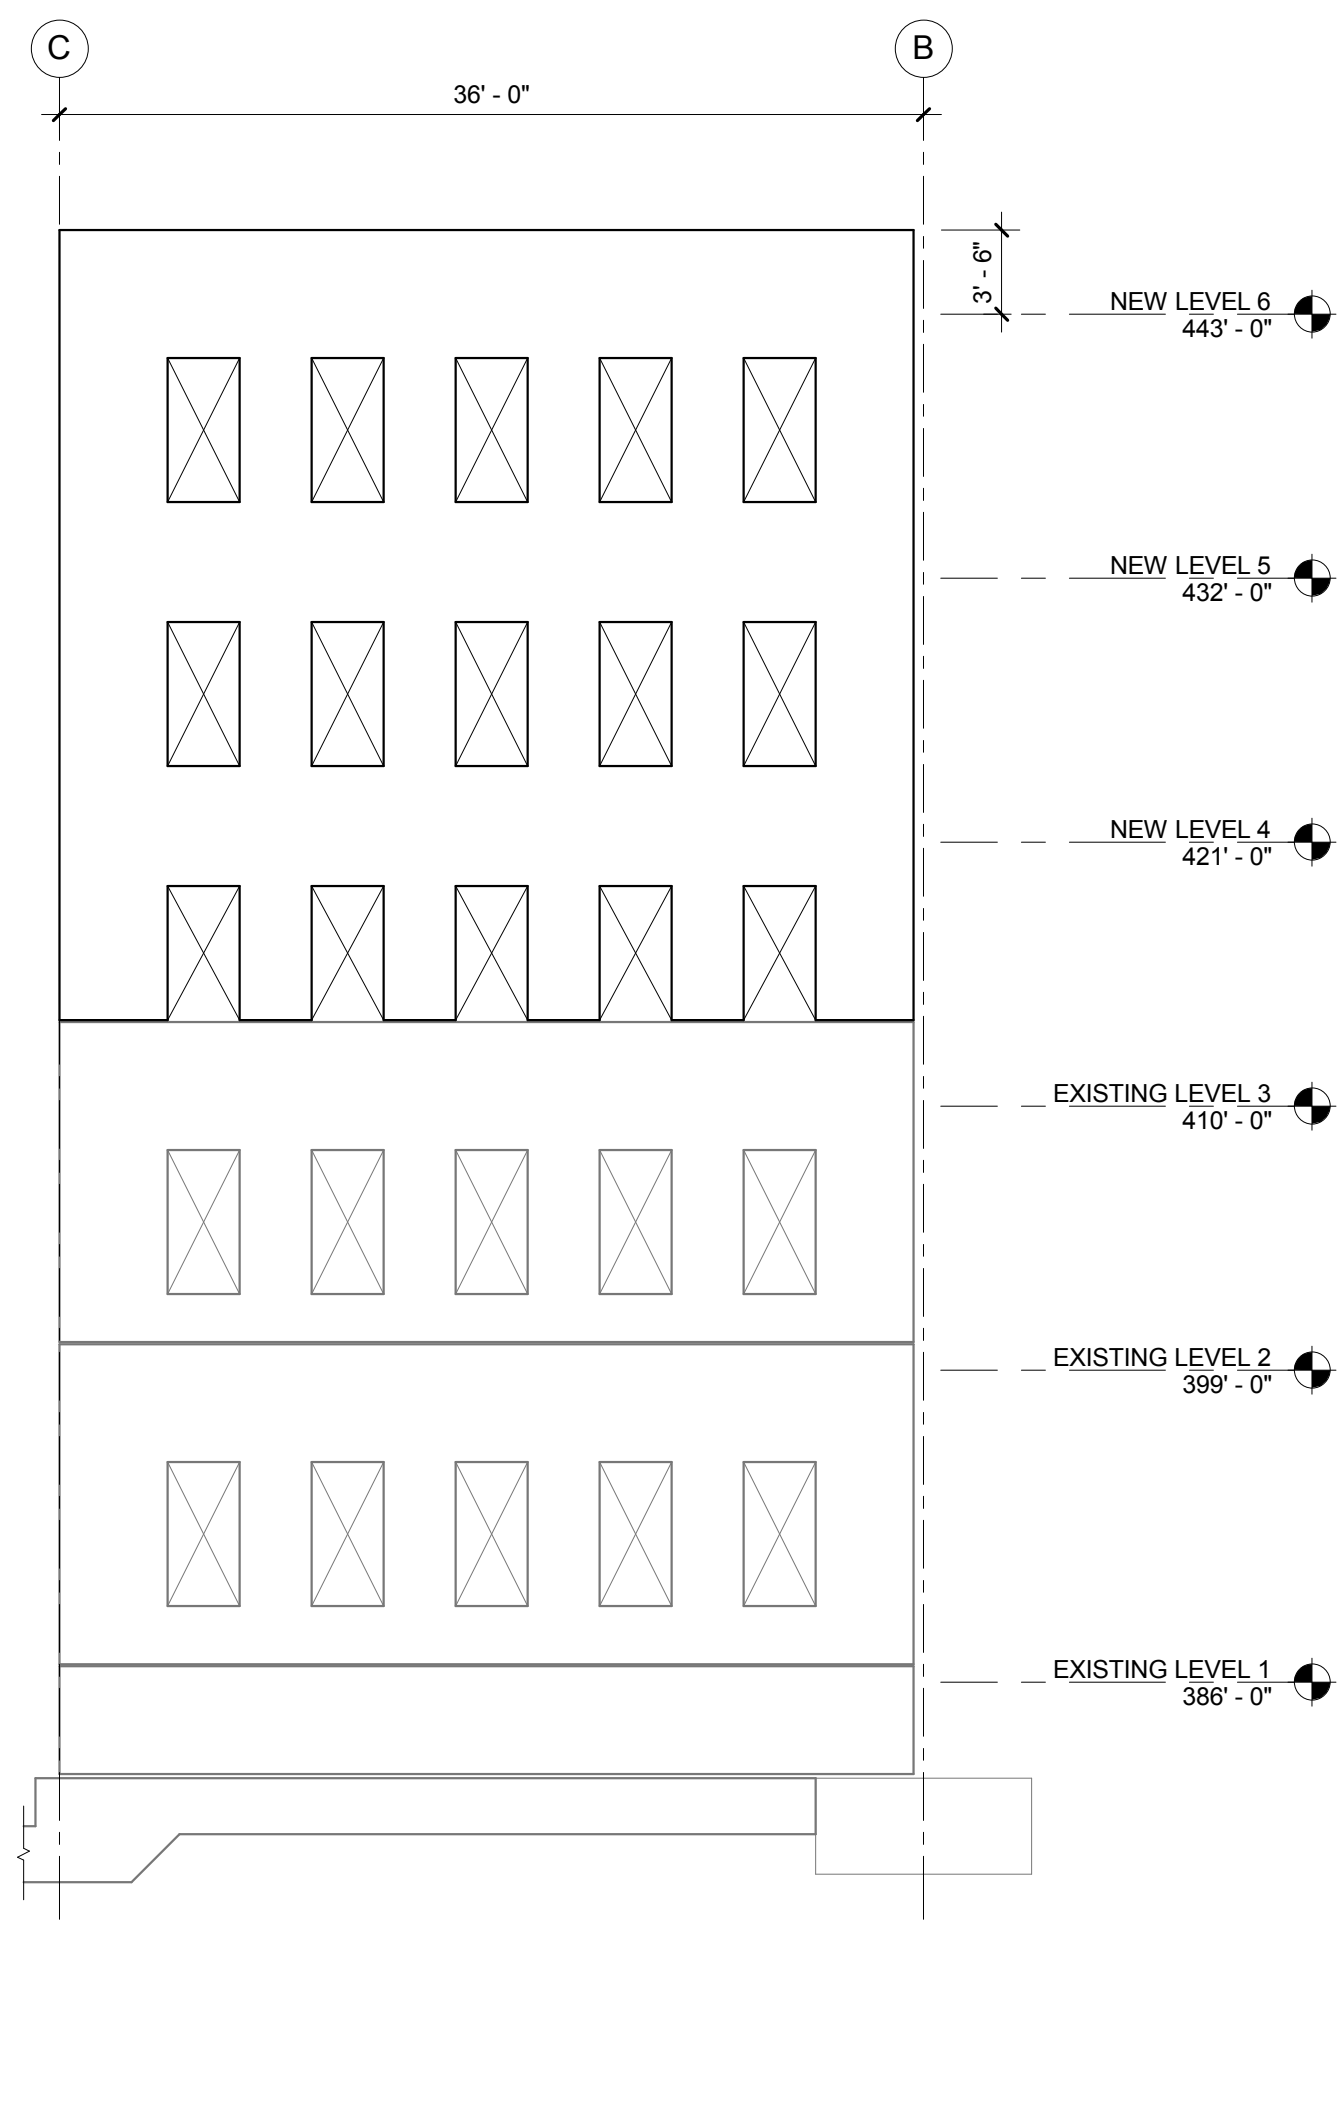 C
B
36' - 0"
3' - 6"
NEW LEVEL 6
443' - 0"
NEW LEVEL 5
432' - 0"
NEW LEVEL 4
421' - 0"
EXISTING LEVEL 3
410' - 0"
EXISTING LEVEL 2
399' - 0"
EXISTING LEVEL 1
386' - 0"